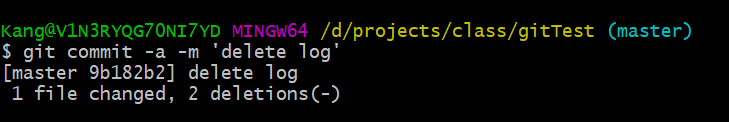 Kang@V1N3RYQG7ONI7YD MINGW64 /d/projects/class/gitTest (master)
$ git commit -a -m 'delete log'
[master 9b182b2] delete log
 1 file changed, 2 deletions(-)